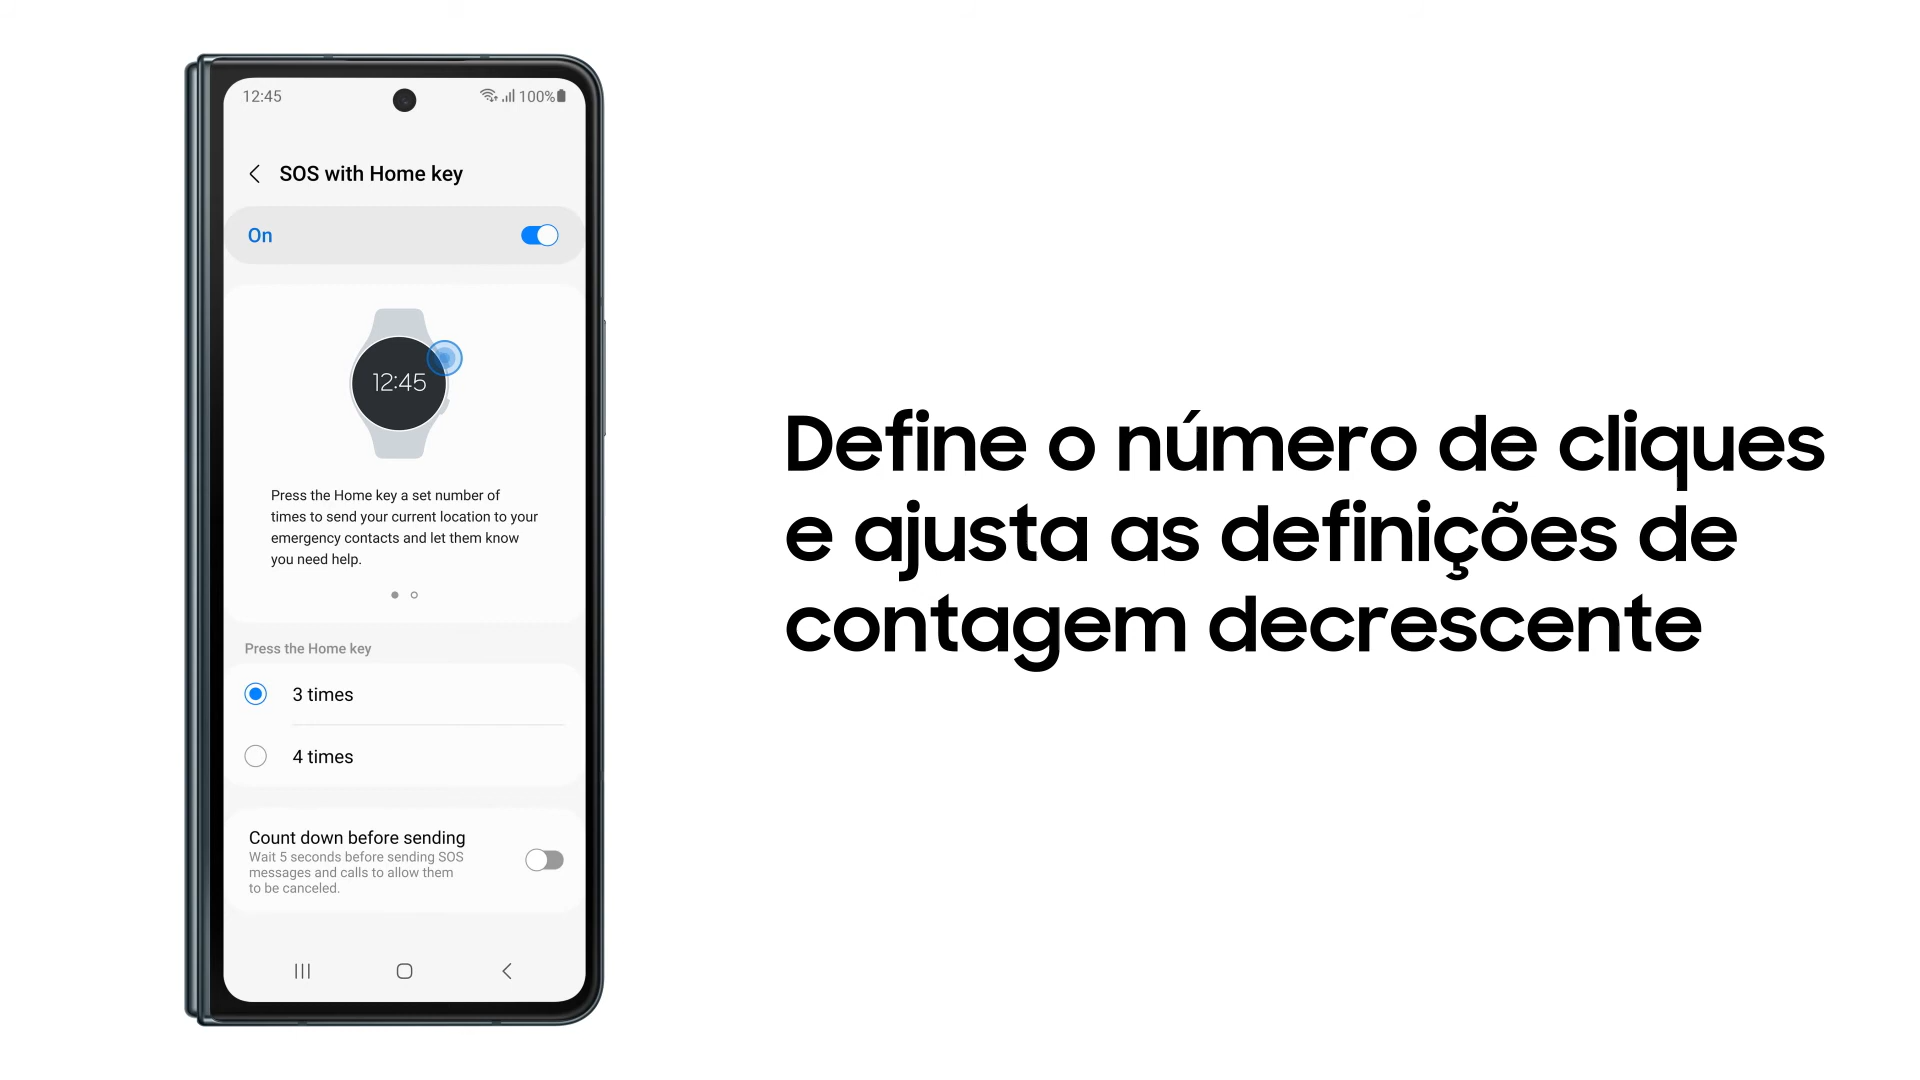 12:45
100%
SOS with Home key
On
12:45
Press the Home key a set number of
times to send your current location to your
emergency contacts and let them know
you need help.
Press the Home key
3 times
4 times
Count down before sending
Wait 5 seconds before sending SOS
messages and calls to allow them
to be canceled.
Define o número de cliques
e ajusta as definições de
contagem decrescente